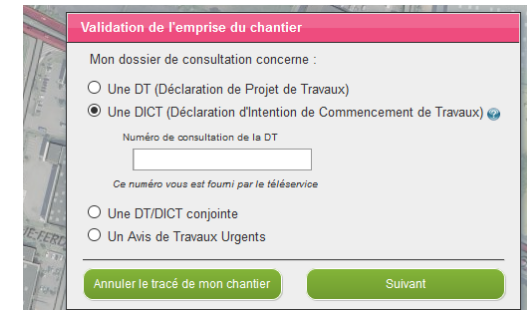 Validation de l'emprise du chantier
Mon dossier de consultation concerne :
Une DT (Déclaration de Projet de Travaux)
Une DICT (Déclaration d'Intention de Commencement de Travaux)
Numéro de consultation de la DT
Ce numéro vous est fourni par le téléservice
Une DT/DICT conjointe
Un Avis de Travaux Urgents
Annuler le tracé de mon chantier
Suivant